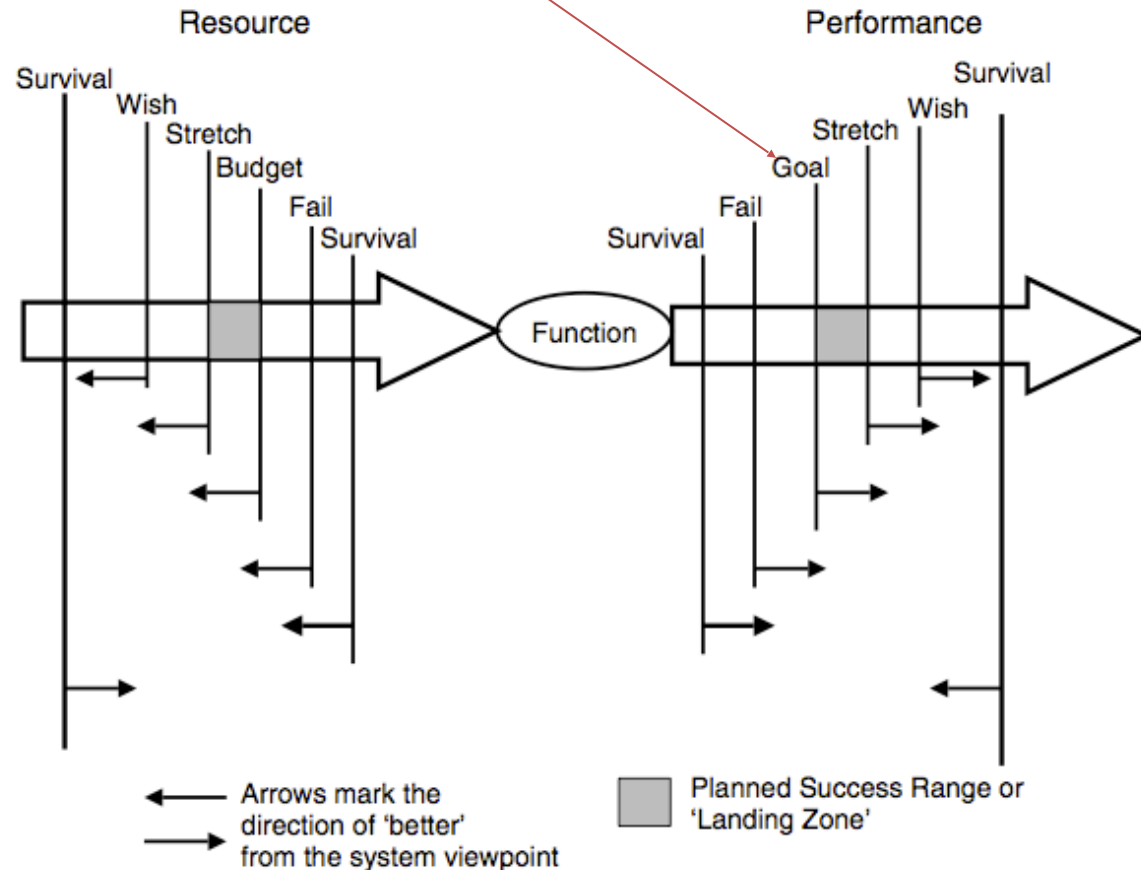 Resource
Performance
Survival
Wish
Stretch
Budget
Fail
Survival
Function
Survival
Fail
Goal
Stretch
Wish
Survival
Arrows mark the
direction of ‘better’
from the system viewpoint
Planned Success Range or
‘Landing Zone’